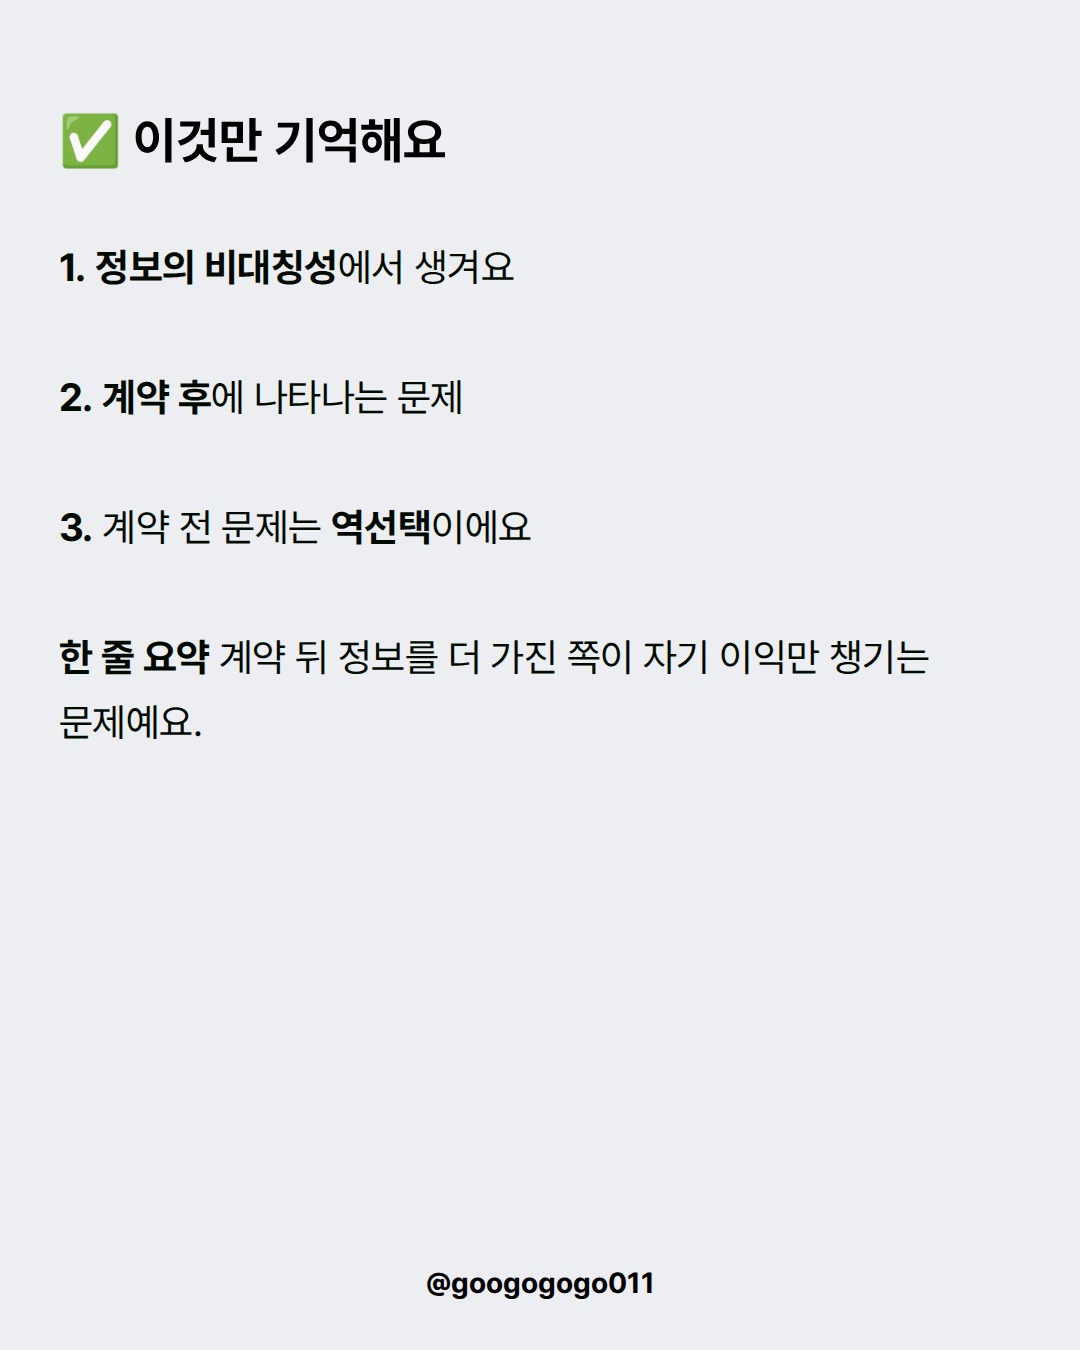 ✅ 이것만 기억해요
1. 정보의 비대칭성에서 생겨요
2. 계약 후에 나타나는 문제
3. 계약 전 문제는 역선택이에요
한 줄 요약 계약 뒤 정보를 더 가진 쪽이 자기 이익만 챙기는
문제예요.
@googogogo011